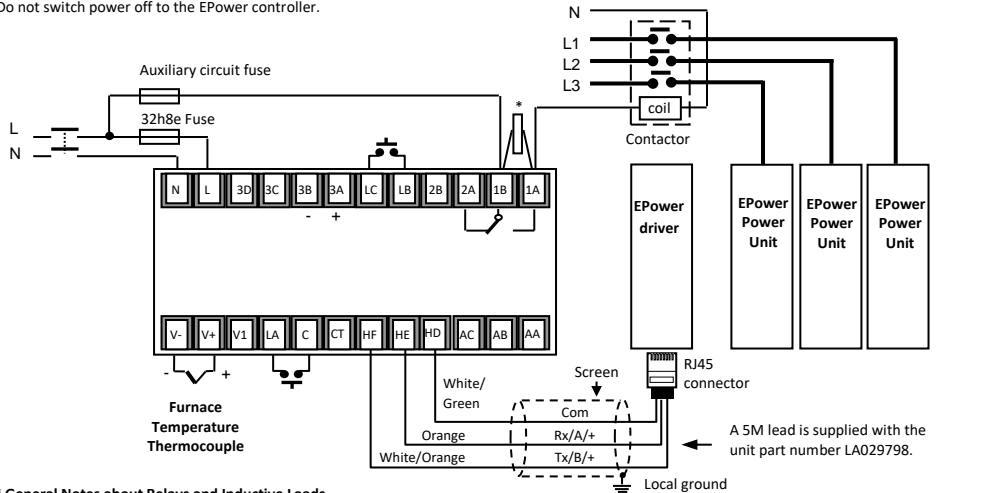 Do not switch power off to the EPower controller.
N
L1
L2
L3
coil
Contactor
Auxiliary circuit fuse
32h8e Fuse
*
L
N
N L 3D 3C 3B 3A LC LB 2B 2A 1B 1A
- +
EPower
driver
EPower
Power
Unit
EPower
Power
Unit
EPower
Power
Unit
V- V+ V1 LA C CT HF HE HD AC AB AA
- +
Furnace
Temperature
Thermocouple
White/
Green
Orange
White/Orange
Screen
Com
Rx/A/+
Tx/B/+
RJ45
connector
A 5M lead is supplied with the
unit part number LA029798.
Local ground
General Notes about Relays and Inductive Loads